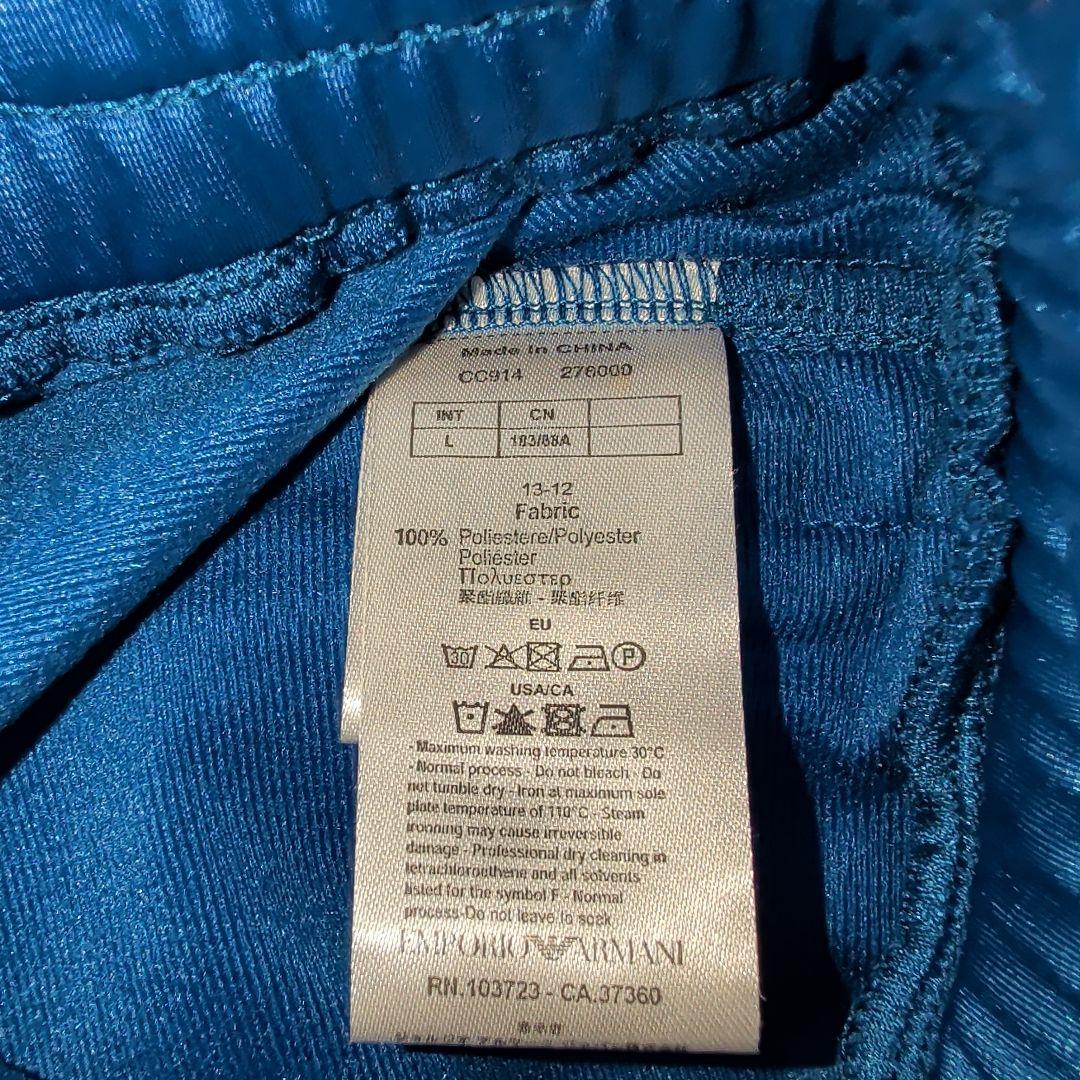 Made in CHINA
CC914 276000
INT CN
L 183/88A
13-12
Fabric
100% Poliestere/Polyester
Poliéster
Πολυεστερ
聚酯纖維 - 聚酯纤维
EU
30 P
USA/CA
- Maximum washing temperature 30°C
- Normal process - Do not bleach - Do
not tumble dry - Iron at maximum sole
plate temperature of 110°C - Steam
ironing may cause irreversible
damage - Professional dry cleaning in
tetrachloroethene and all solvents
listed for the symbol F - Normal
process-Do not leave to soak
EMPORIO ARMANI
RN.103723 - CA.37360